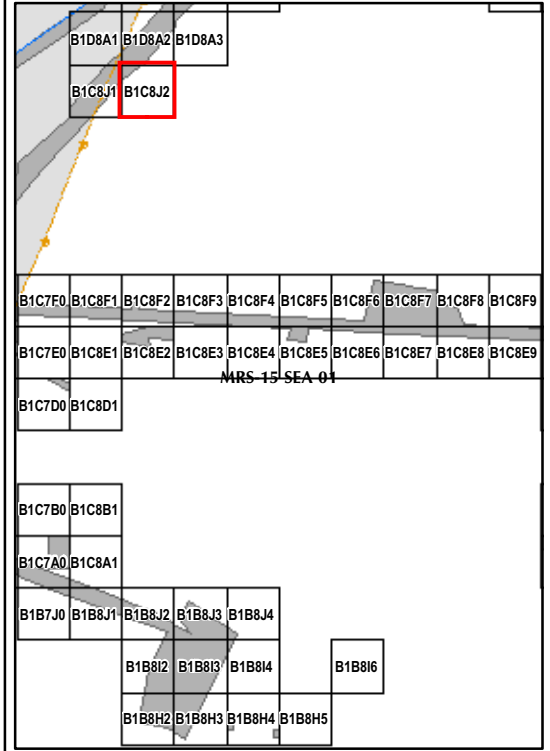 B1D8A1 B1D8A2 B1D8A3
B1C8J1 B1C8J2
B1C7F0 B1C8F1 B1C8F2 B1C8F3 B1C8F4 B1C8F5 B1C8F6 B1C8F7 B1C8F8 B1C8F9
B1C7E0 B1C8E1 B1C8E2 B1C8E3 B1C8E4 B1C8E5 B1C8E6 B1C8E7 B1C8E8 B1C8E9
MRS-15 SEA 01
B1C7D0 B1C8D1
B1C7B0 B1C8B1
B1C7A0 B1C8A1
B1B7J0 B1B8J1 B1B8J2 B1B8J3 B1B8J4
B1B8I2 B1B8I3 B1B8I4 B1B8I6
B1B8H2 B1B8H3 B1B8H4 B1B8H5